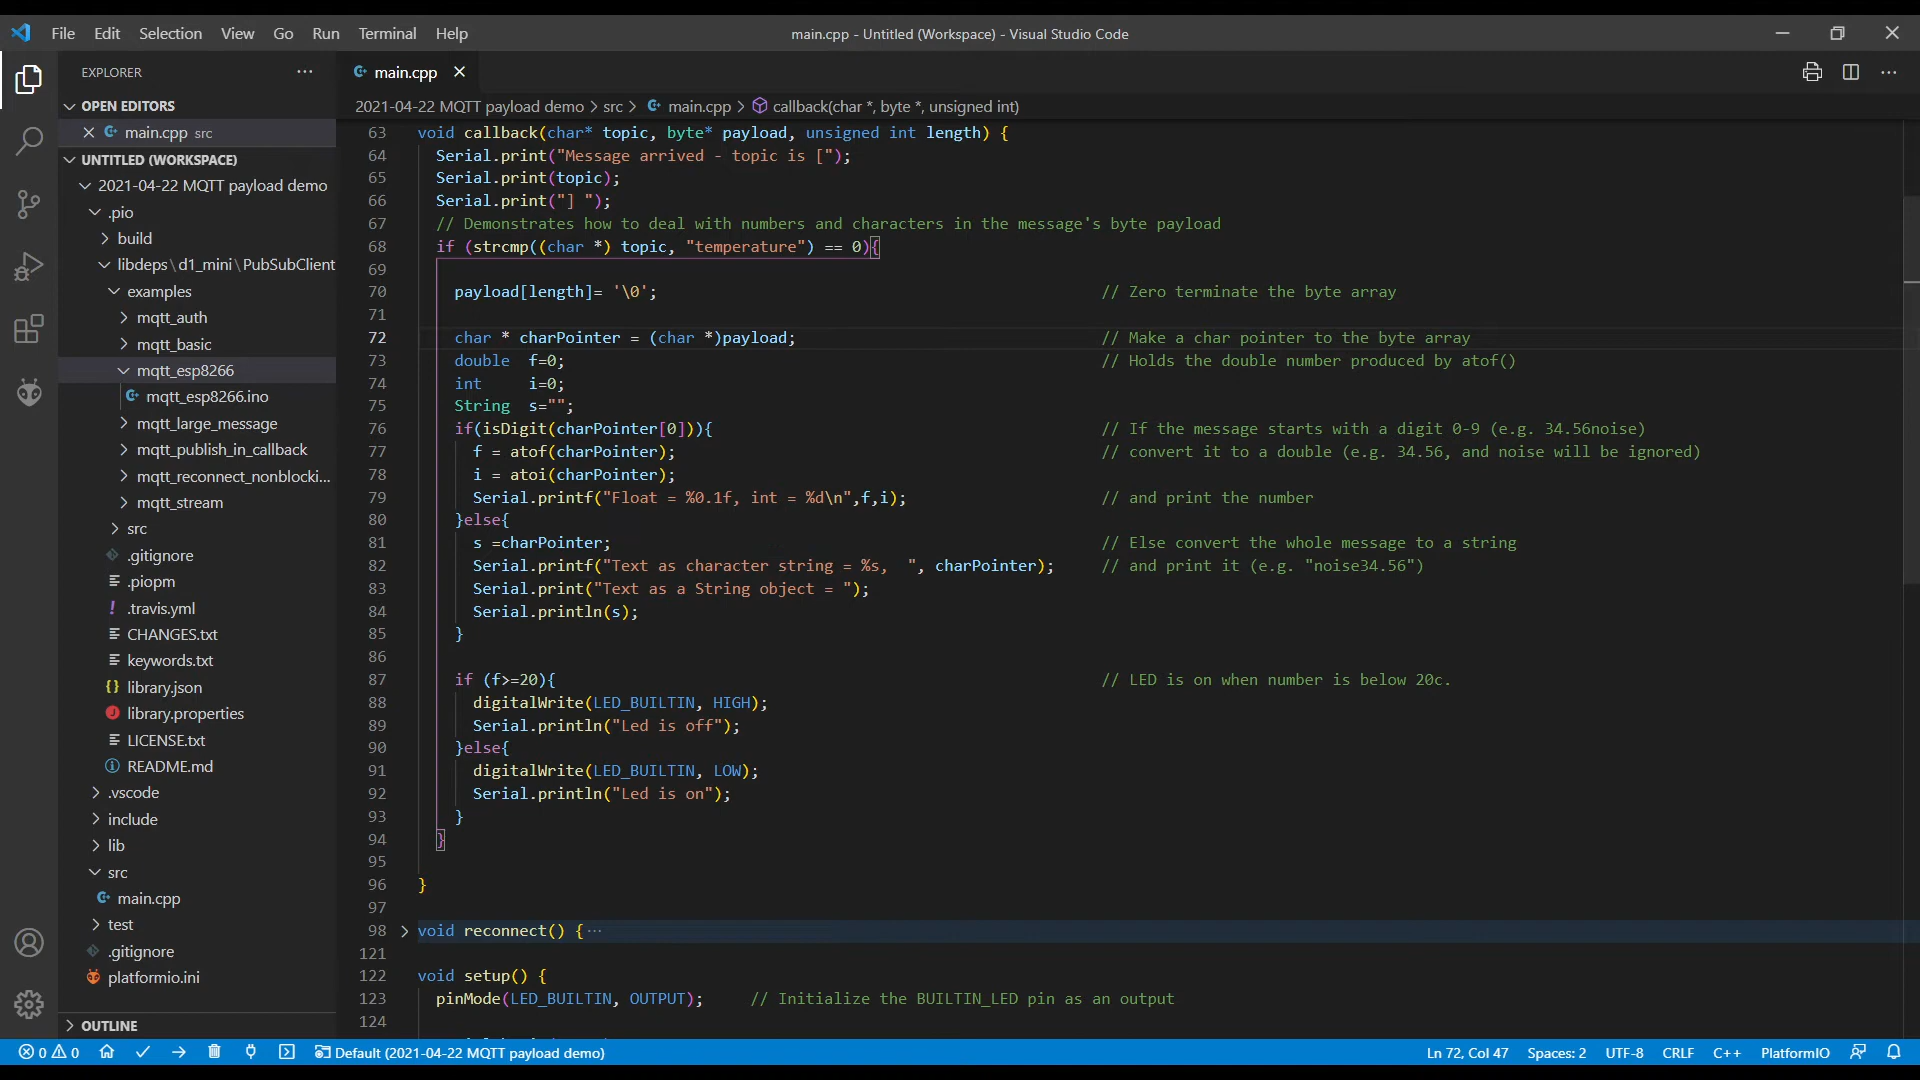 File Edit Selection View Go Run Terminal Help
main.cpp - Untitled (Workspace) - Visual Studio Code
EXPLORER
OPEN EDITORS
main.cpp src
UNTITLED (WORKSPACE)
2021-04-22 MQTT payload demo
.pio
build
libdeps\d1_mini\PubSubClient
examples
mqtt_auth
mqtt_basic
mqtt_esp8266
mqtt_esp8266.ino
mqtt_large_message
mqtt_publish_in_callback
mqtt_reconnect_nonblocki...
mqtt_stream
src
.gitignore
.piopm
.travis.yml
CHANGES.txt
keywords.txt
library.json
library.properties
LICENSE.txt
README.md
.vscode
include
lib
src
main.cpp
test
.gitignore
platformio.ini
OUTLINE
main.cpp
2021-04-22 MQTT payload demo > src > main.cpp > callback(char *, byte *, unsigned int)
63 void callback(char* topic, byte* payload, unsigned int length) {
64 Serial.print("Message arrived - topic is [");
65 Serial.print(topic);
66 Serial.print("] ");
67 // Demonstrates how to deal with numbers and characters in the message's byte payload
68 if (strcmp((char *) topic, "temperature") == 0){
69
70 payload[length]= '\0'; // Zero terminate the byte array
71
72 char * charPointer = (char *)payload; // Make a char pointer to the byte array
73 double f=0; // Holds the double number produced by atof()
74 int i=0;
75 String s="";
76 if(isDigit(charPointer[0])){ // If the message starts with a digit 0-9 (e.g. 34.56noise)
77 f = atof(charPointer); // convert it to a double (e.g. 34.56, and noise will be ignored)
78 i = atoi(charPointer);
79 Serial.printf("Float = %0.1f, int = %d\n",f,i); // and print the number
80 }else{
81 s =charPointer; // Else convert the whole message to a string
82 Serial.printf("Text as character string = %s,  ", charPointer); // and print it (e.g. "noise34.56")
83 Serial.print("Text as a String object = ");
84 Serial.println(s);
85 }
86
87 if (f>=20){ // LED is on when number is below 20c.
88 digitalWrite(LED_BUILTIN, HIGH);
89 Serial.println("Led is off");
90 }else{
91 digitalWrite(LED_BUILTIN, LOW);
92 Serial.println("Led is on");
93 }
94 }
95
96 }
97
98 void reconnect() {···
121
122 void setup() {
123 pinMode(LED_BUILTIN, OUTPUT); // Initialize the BUILTIN_LED pin as an output
124
0 0 Default (2021-04-22 MQTT payload demo) Ln 72, Col 47 Spaces: 2 UTF-8 CRLF C++ PlatformIO